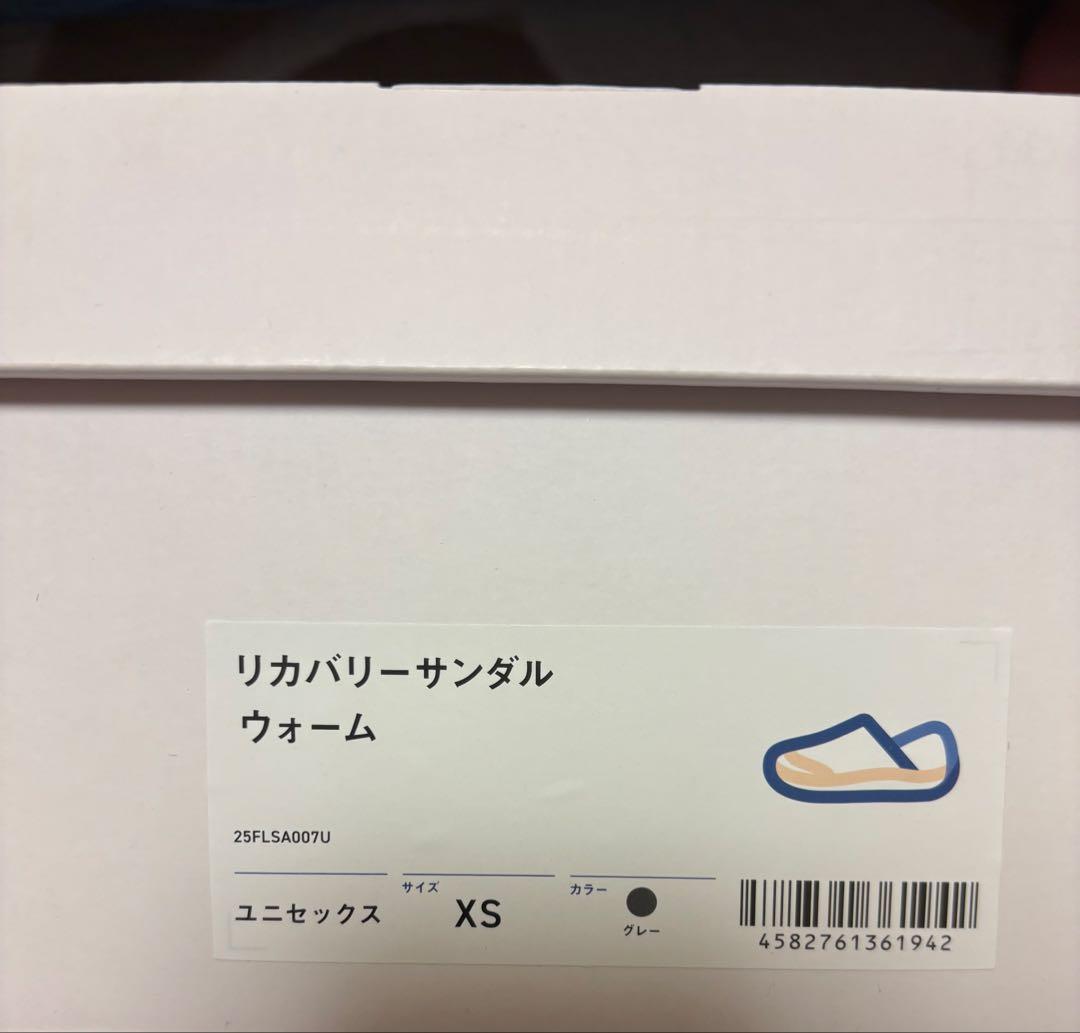 リカバリーサンダル
ウォーム
25FLSA007U
ユニセックス
サイズ
XS
カラー
グレー
4582761361942